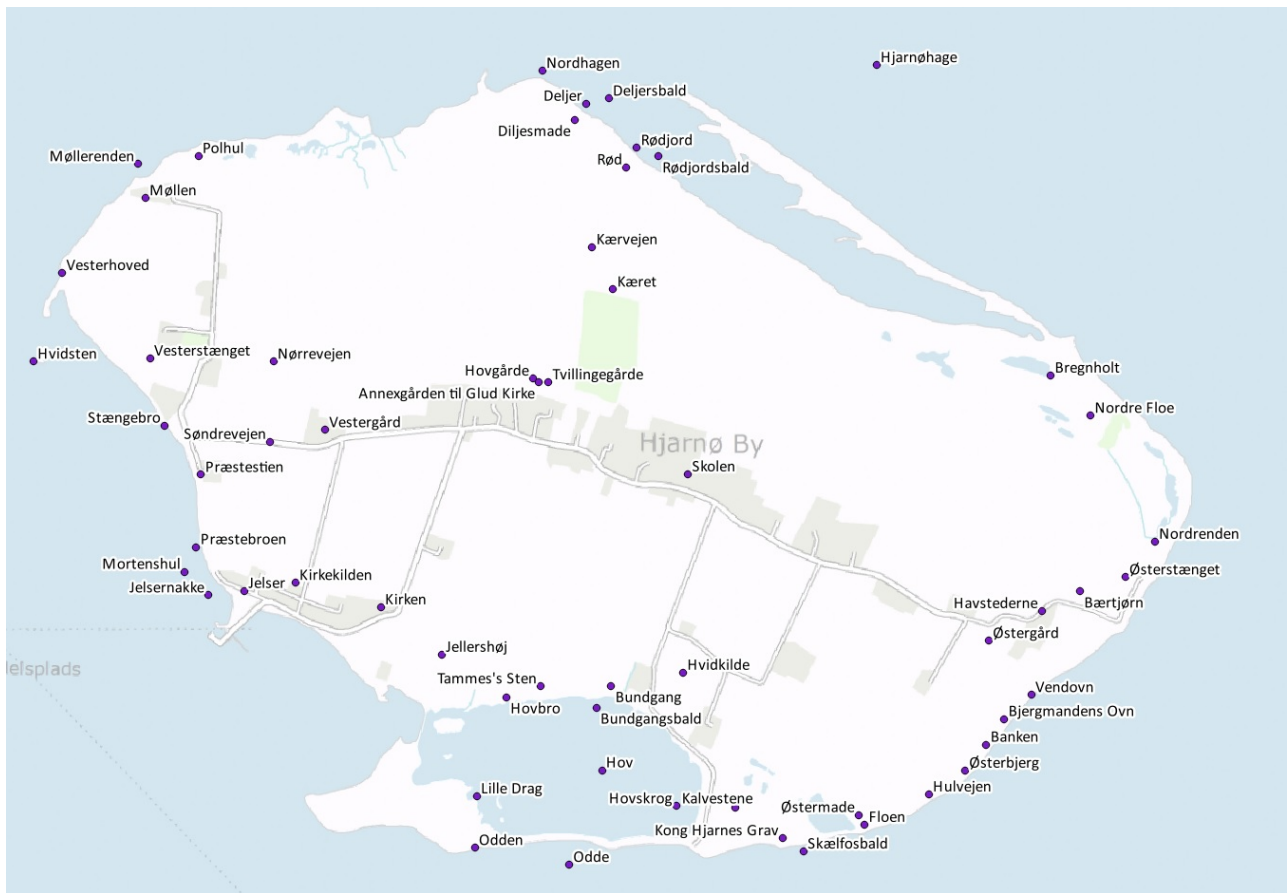 Nordhagen
Hjarnøhage
Deljer
Deljersbald
Diljesmade
Rødjord
Rød
Rødjordsbald
Møllerenden
Polhul
Møllen
Kærvejen
Vesterhoved
Kæret
Hvidsten
Vesterstænget
Nørrevejen
Hovgårde
Tvillingegårde
Annexgården til Glud Kirke
Bregnholt
Nordre Floe
Stængebro
Vestergård
Søndrevejen
Hjarnø By
Præstestien
Skolen
Præstebroen
Nordrenden
Mortenshul
Jelsernakke
Jelser
Kirkekilden
Kirken
Østerstænget
Bærtjørn
Havstederne
Østergård
Jellershøj
elsplads
Tammes's Sten
Hvidkilde
Hovbro
Bundgang
Bundgangsbald
Vendovn
Bjergmandens Ovn
Banken
Østerbjerg
Hov
Hulvejen
Lille Drag
Hovskrog
Kalvestene
Østermade
Floen
Kong Hjarnes Grav
Skælfosbald
Odden
Odde